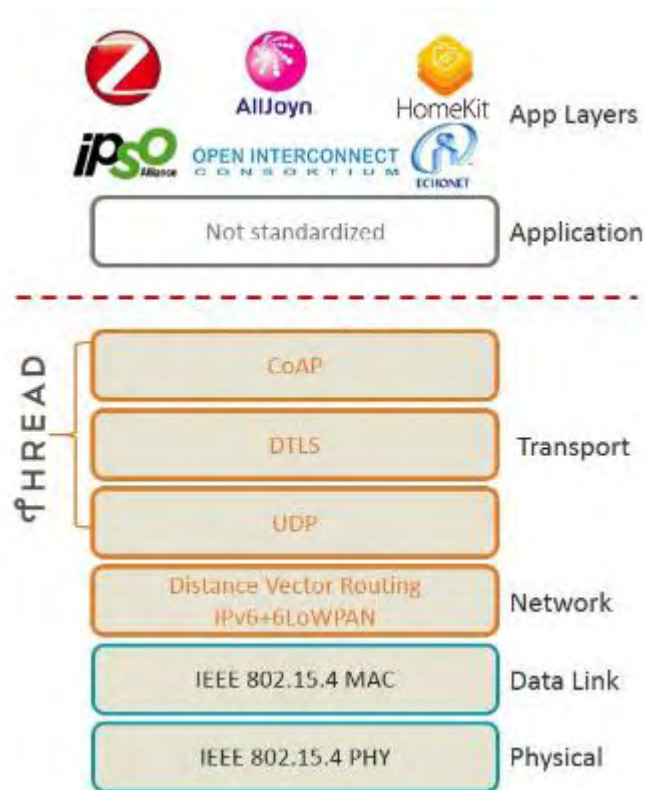 Z
AllJoyn
HomeKit
App Layers
iPSO
Alliance
OPEN INTERCONNECT
CONSORTIUM
ECHONET
Not standardized
Application
THREAD
CoAP
DTLS
Transport
UDP
Distance Vector Routing
IPv6+6LoWPAN
Network
IEEE 802.15.4 MAC
Data Link
IEEE 802.15.4 PHY
Physical